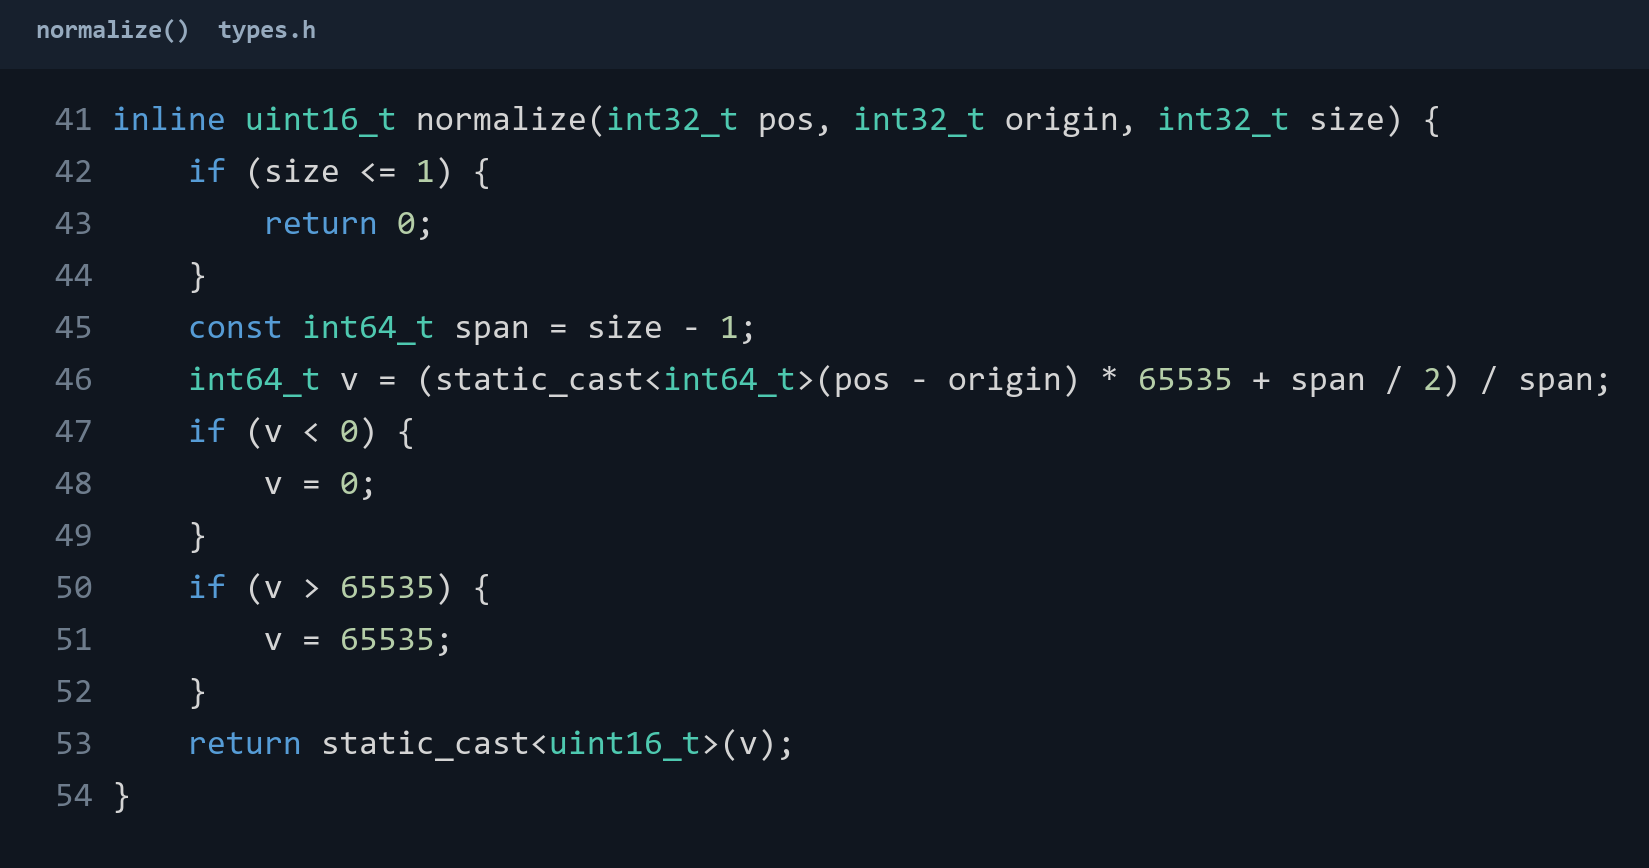 normalize() types.h
41 inline uint16_t normalize(int32_t pos, int32_t origin, int32_t size) {
42     if (size <= 1) {
43         return 0;
44     }
45     const int64_t span = size - 1;
46     int64_t v = (static_cast<int64_t>(pos - origin) * 65535 + span / 2) / span;
47     if (v < 0) {
48         v = 0;
49     }
50     if (v > 65535) {
51         v = 65535;
52     }
53     return static_cast<uint16_t>(v);
54 }